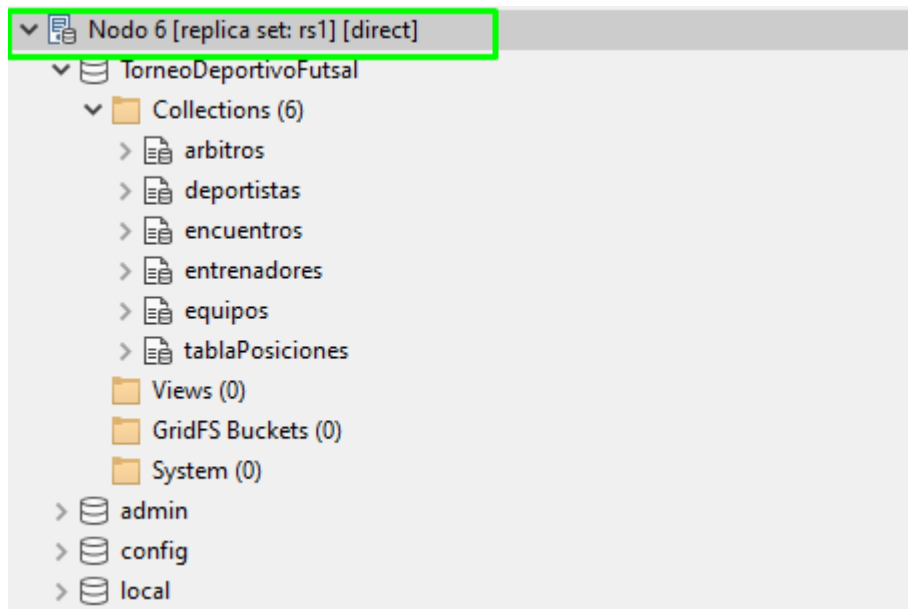 Nodo 6 [replica set: rs1] [direct]
TorneoDeportivoFutsal
Collections (6)
arbitros
deportistas
encuentros
entrenadores
equipos
tablaPosiciones
Views (0)
GridFS Buckets (0)
System (0)
admin
config
local